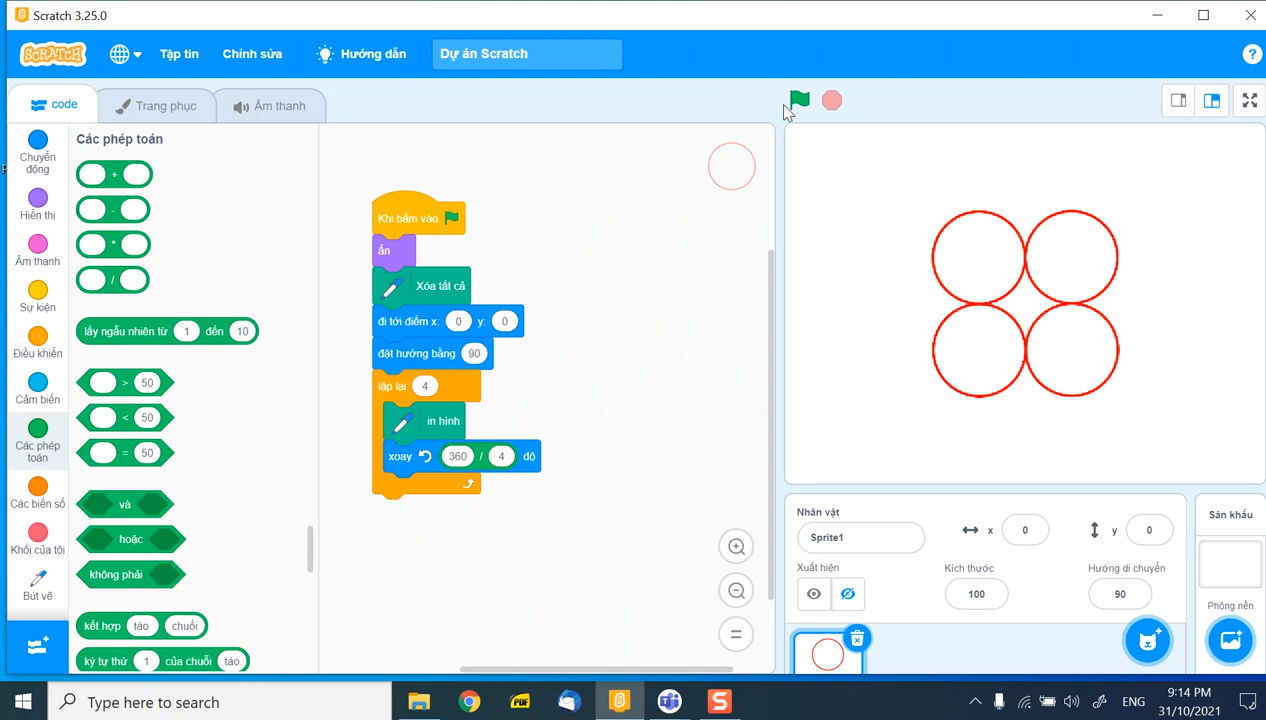 Scratch 3.25.0
SCRATCH
Tập tin
Chỉnh sửa
Hướng dẫn
Dự án Scratch
?
code
Trang phục
Âm thanh
Chuyển động
Hiển thị
Âm thanh
Sự kiện
Điều khiển
Cảm biến
Các phép toán
Các biến số
Khối của tôi
Bút vẽ
Các phép toán
+
-
*
/
lấy ngẫu nhiên từ 1 đến 10
> 50
< 50
= 50
và
hoặc
không phải
kết hợp táo chuối
ký tự thứ 1 của chuỗi táo
Khi bấm vào
ẩn
Xóa tất cả
đi tới điểm x: 0 y: 0
đặt hướng bằng 90
lặp lại 4
in hình
xoay 360 / 4 độ
Nhân vật
Sprite1
x 0
y 0
Xuất hiện
Kích thước
100
Hướng di chuyển
90
Sân khấu
Phông nền
Type here to search
PDF
S
ENG
9:14 PM
31/10/2021